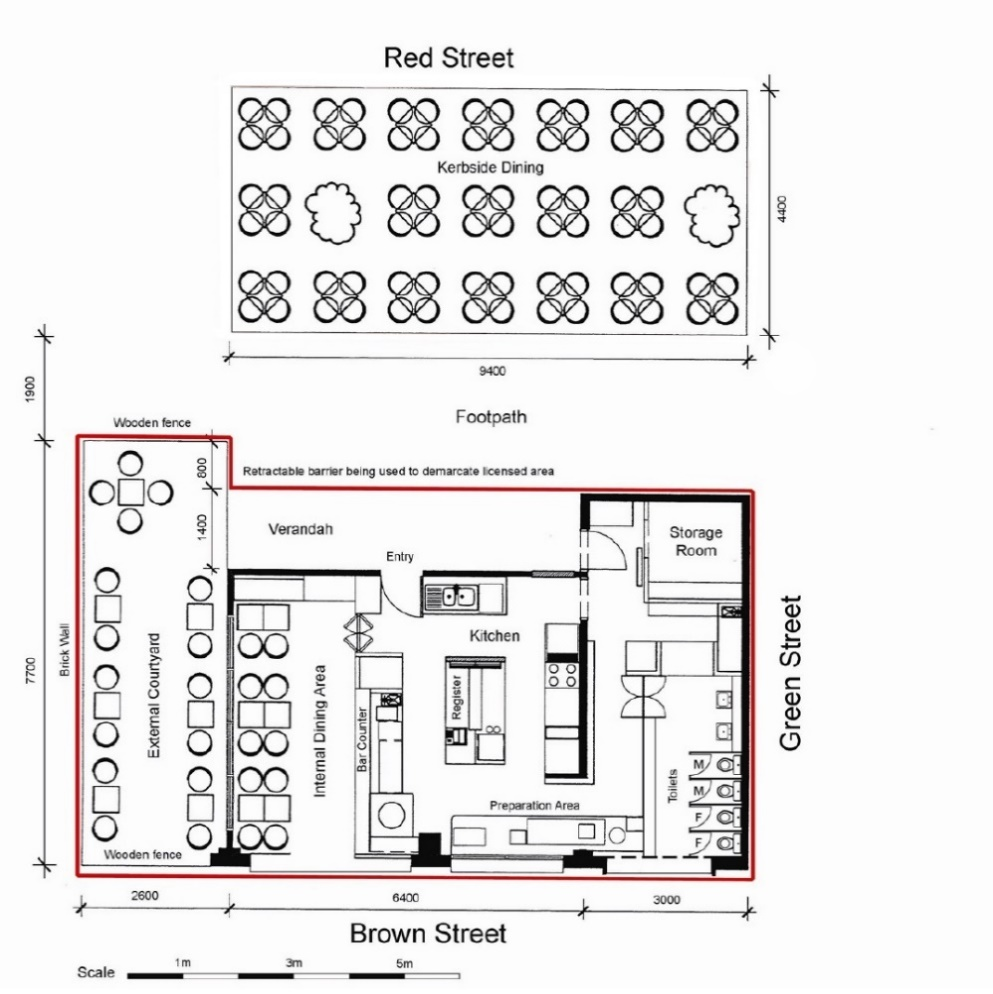 Red Street
Kerbside Dining
4400
9400
1900
Footpath
Wooden fence
800
Retractable barrier being used to demarcate licensed area
1400
Verandah
Entry
Storage
Room
Kitchen
7700
Brick Wall
External Courtyard
Internal Dining Area
Bar Counter
Register
Green Street
M
M
F
F
Toilets
Preparation Area
Wooden fence
2600
6400
3000
Brown Street
Scale
1m
3m
5m